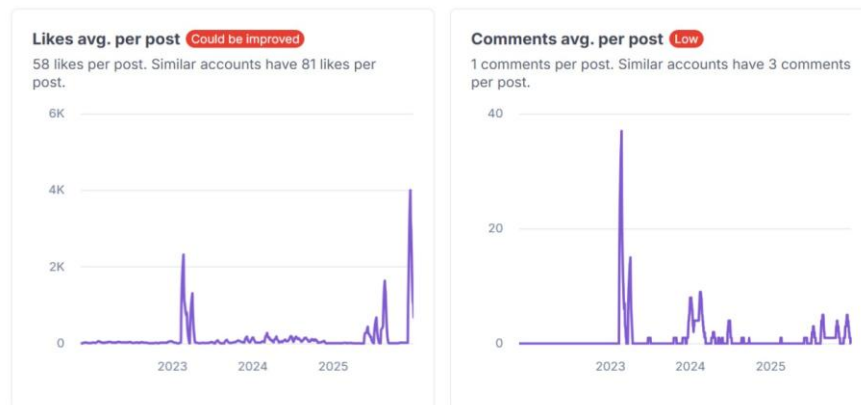 Likes avg. per post Could be improved
58 likes per post. Similar accounts have 81 likes per
post.
6K
4K
2K
0
2023 2024 2025
Comments avg. per post Low
1 comments per post. Similar accounts have 3 comments
per post.
40
20
0
2023 2024 2025